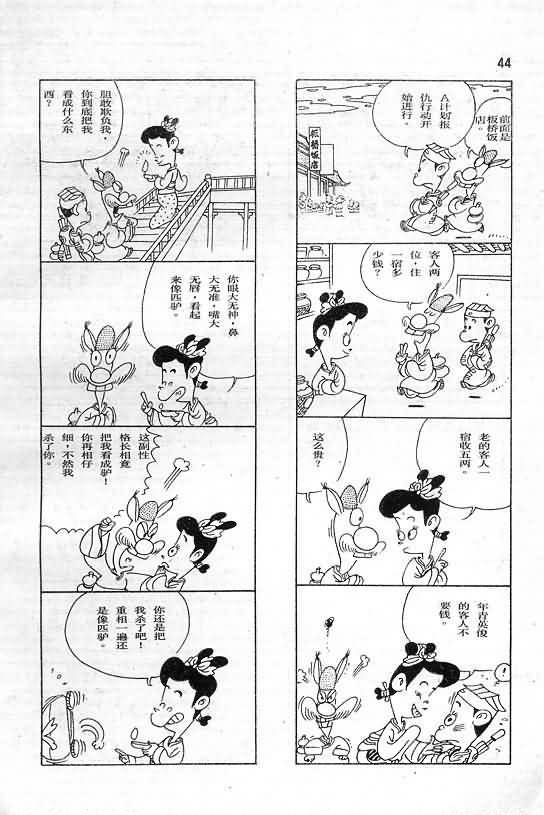 44
前面是
板桥饭
店。
A计划报
仇行动开
始进行。
板橋飯店
客人两
位，住
一宿多
少钱？
老的客人一
宿收五两。
这么贵？
年青英俊
的客人不
要钱。
!
胆敢欺负我，
你到底把我
看成什么东
西？
你眼大无神，鼻
大无准，嘴大
无唇，看起
来像匹驴。
这副性
格长相竟
把我看成驴！
你再相仔
细，不然我
杀了你。
你还是把
我杀了吧！
重相一遍还
是像匹驴。